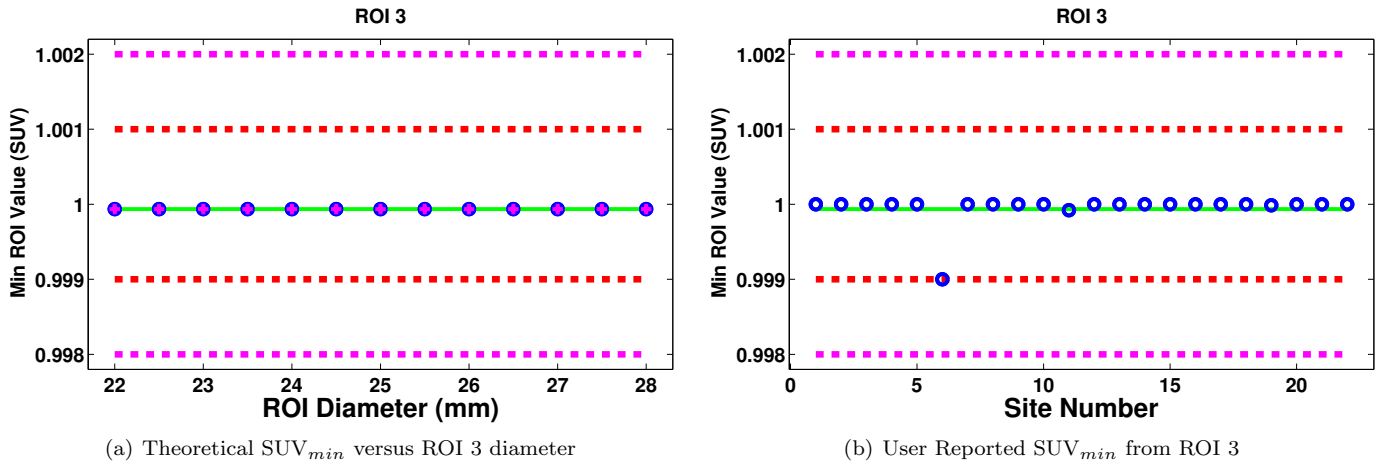 ROI 3
1.002
1.001
1
0.999
0.998
Min ROI Value (SUV)
22 23 24 25 26 27 28
ROI Diameter (mm)
(a) Theoretical SUVmin versus ROI 3 diameter
ROI 3
1.002
1.001
1
0.999
0.998
Min ROI Value (SUV)
0 5 10 15 20
Site Number
(b) User Reported SUVmin from ROI 3